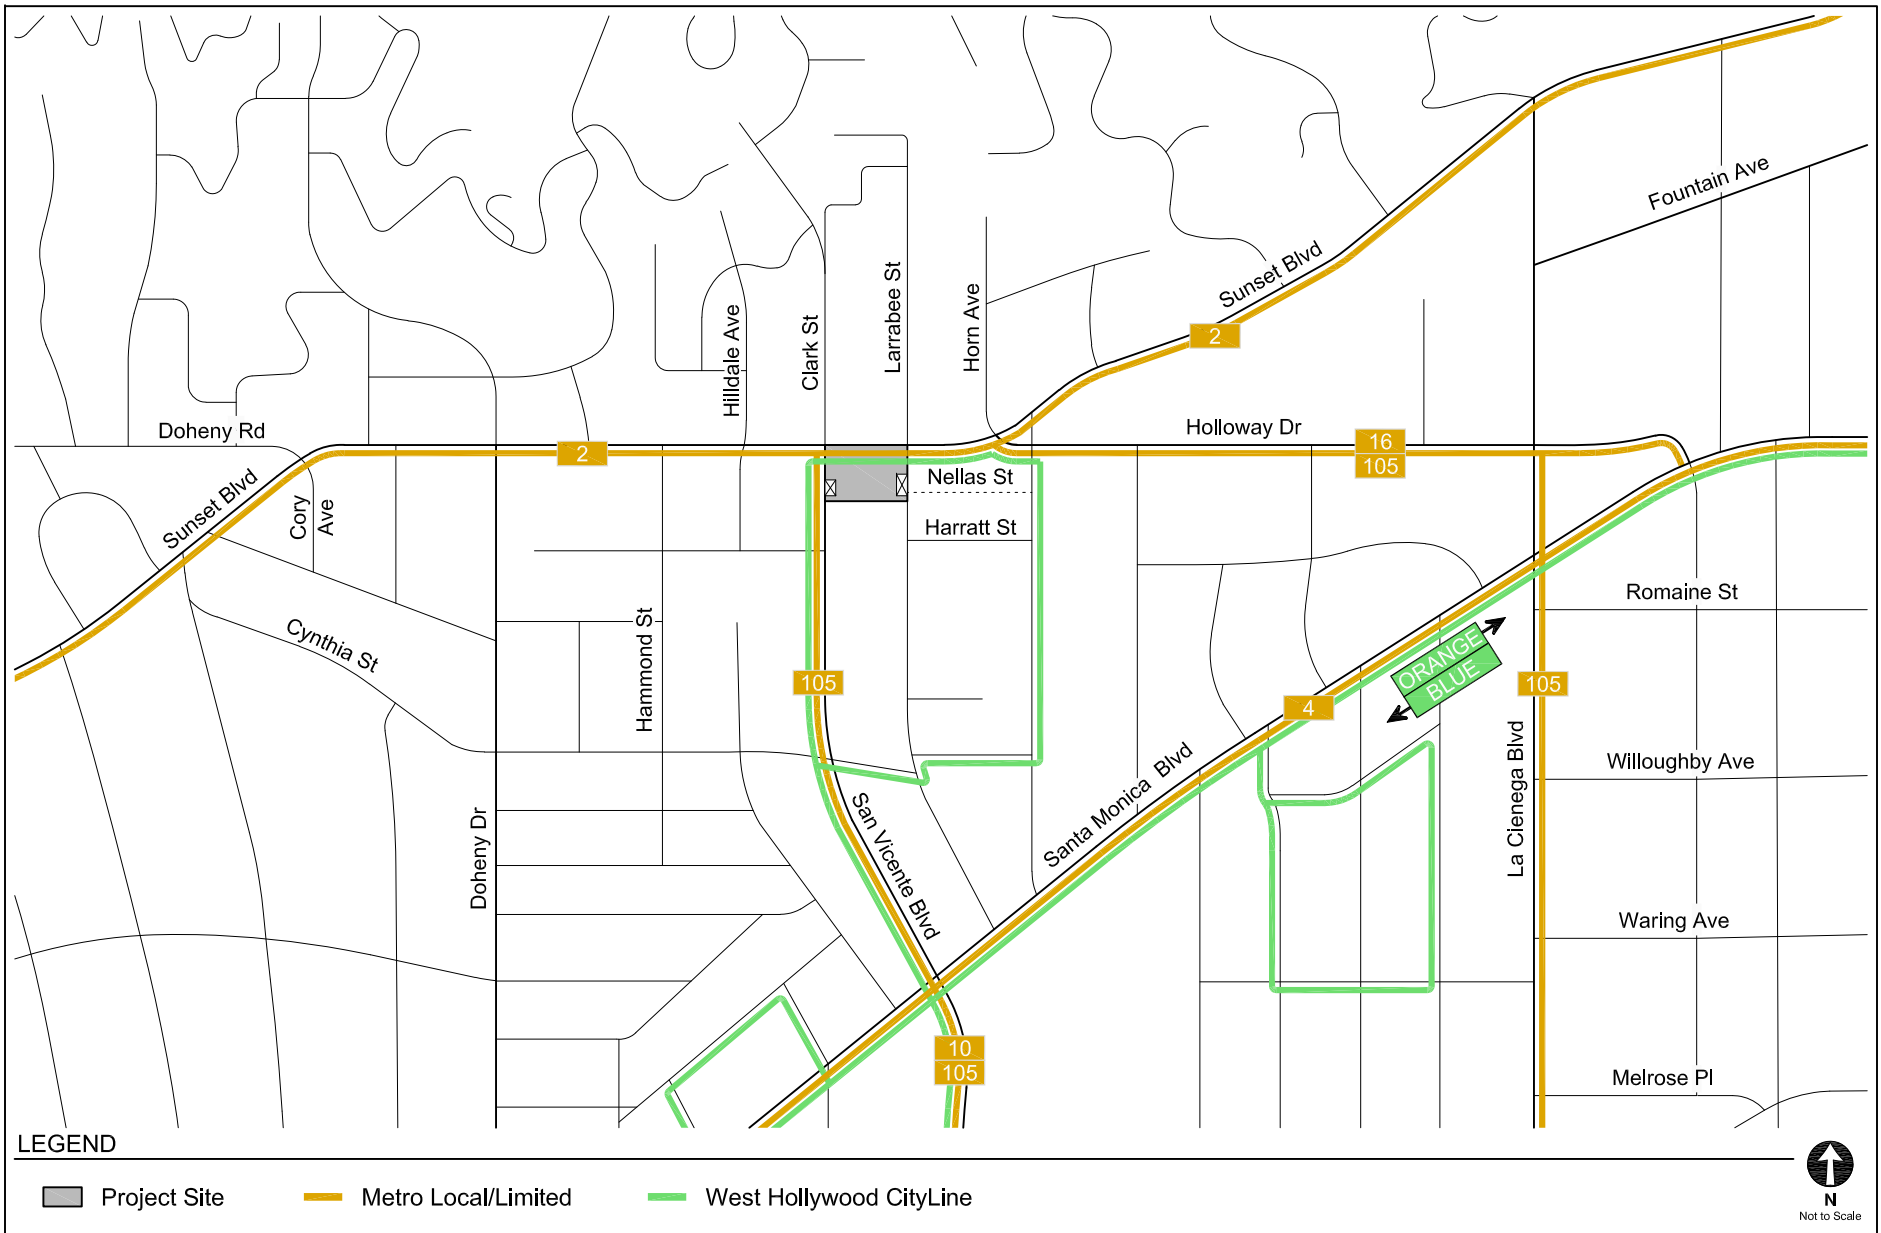 Fountain Ave
Sunset Blvd
2
Larrabee St
Horn Ave
Hilldale Ave
Clark St
Doheny Rd
Holloway Dr
16
105
2
Nellas St
Harratt St
Sunset Blvd
Cory
Ave
Romaine St
Cynthia St
Hammond St
ORANGE
BLUE
105
105
4
Willoughby Ave
Santa Monica Blvd
La Cienega Blvd
Doheny Dr
San Vicente Blvd
Waring Ave
10
105
Melrose Pl
LEGEND
Project Site
Metro Local/Limited
West Hollywood CityLine
N
Not to Scale